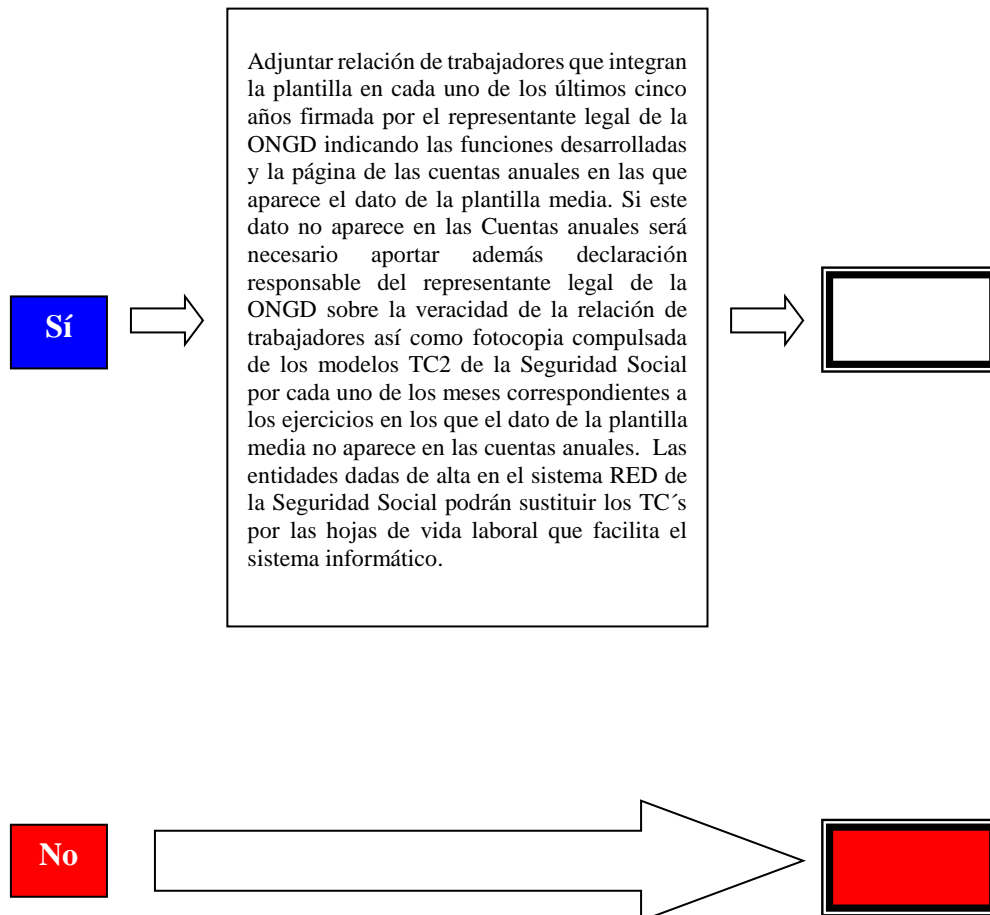 Adjuntar relación de trabajadores que integran
la plantilla en cada uno de los últimos cinco
años firmada por el representante legal de la
ONGD indicando las funciones desarrolladas
y la página de las cuentas anuales en las que
aparece el dato de la plantilla media. Si este
dato no aparece en las Cuentas anuales será
necesario aportar además declaración
responsable del representante legal de la
ONGD sobre la veracidad de la relación de
trabajadores así como fotocopia compulsada
de los modelos TC2 de la Seguridad Social
por cada uno de los meses correspondientes a
los ejercicios en los que el dato de la plantilla
media no aparece en las cuentas anuales. Las
entidades dadas de alta en el sistema RED de
la Seguridad Social podrán sustituir los TC´s
por las hojas de vida laboral que facilita el
sistema informático.
Sí
No